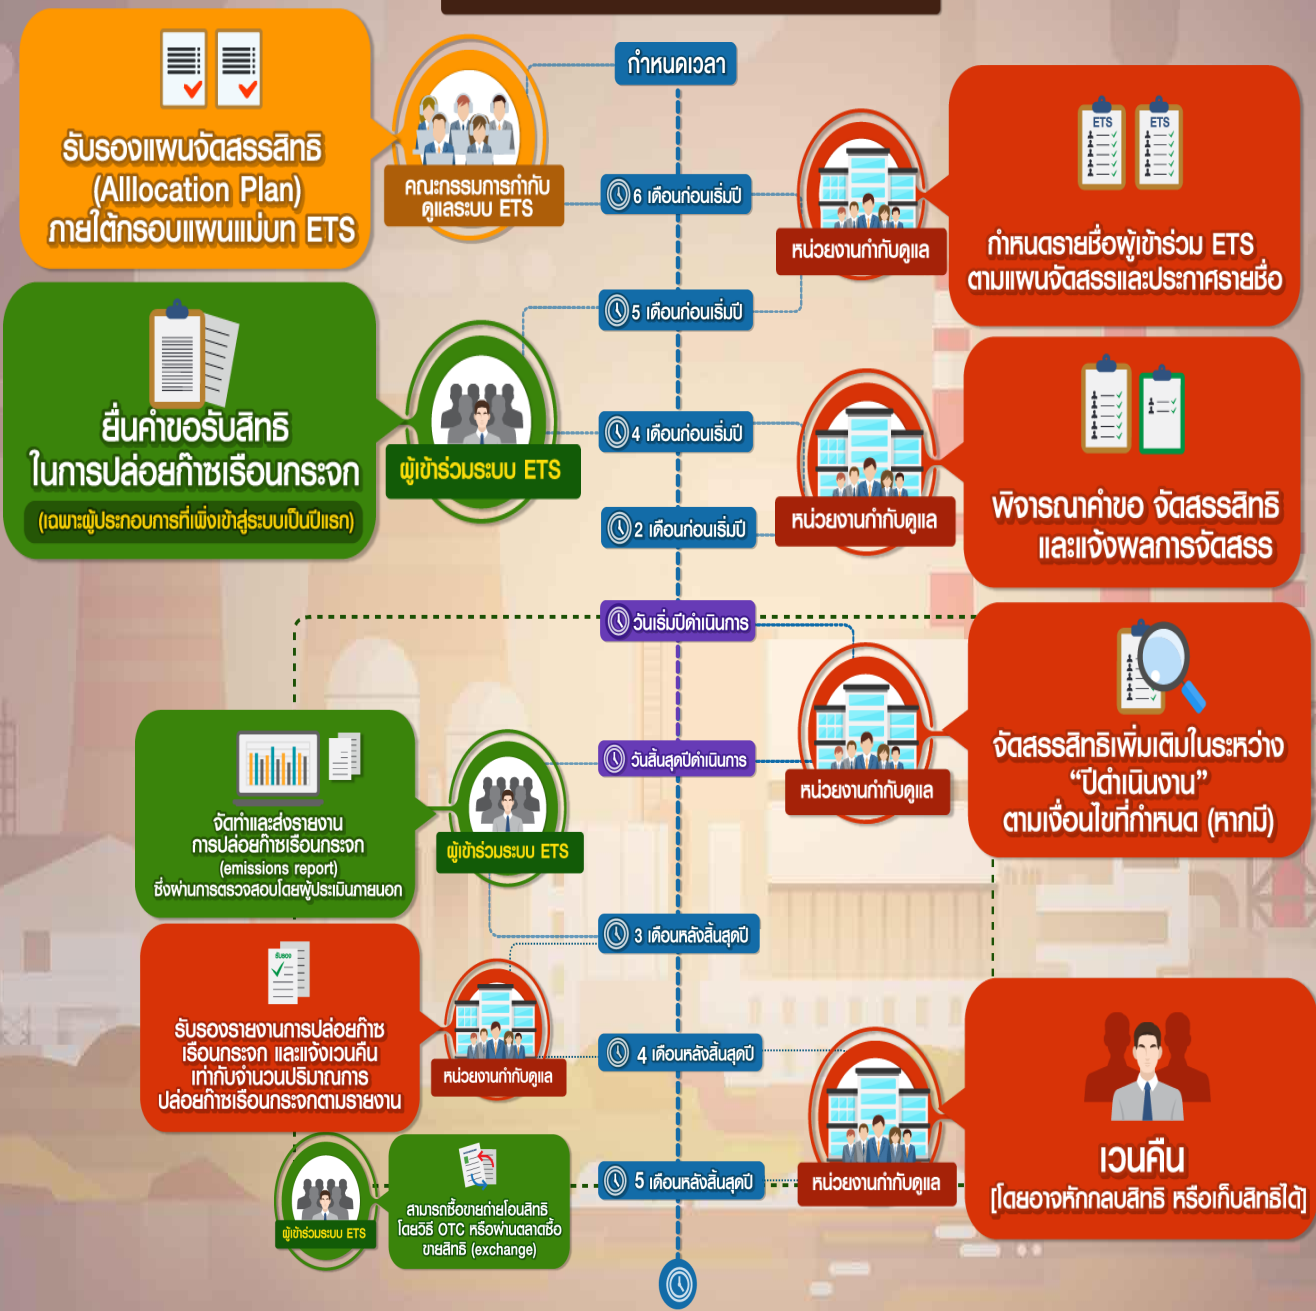 กำหนดเวลา
รับรองแผนจัดสรรสิทธิ
(Alllocation Plan)
ภายใต้กรอบแผนแม่บท ETS
คณะกรรมการกำกับ
ดูแลระบบ ETS
6 เดือนก่อนเริ่มปี
หน่วยงานกำกับดูแล
ETS
ETS
กำหนดรายชื่อผู้เข้าร่วม ETS
ตามแผนจัดสรรและประกาศรายชื่อ
5 เดือนก่อนเริ่มปี
ยื่นคำขอรับสิทธิ
ในการปล่อยก๊าซเรือนกระจก
(เฉพาะผู้ประกอบการที่เพิ่งเข้าสู่ระบบเป็นปีแรก)
ผู้เข้าร่วมระบบ ETS
4 เดือนก่อนเริ่มปี
2 เดือนก่อนเริ่มปี
หน่วยงานกำกับดูแล
พิจารณาคำขอ จัดสรรสิทธิ
และแจ้งผลการจัดสรร
วันเริ่มปีดำเนินการ
วันสิ้นสุดปีดำเนินการ
หน่วยงานกำกับดูแล
จัดสรรสิทธิเพิ่มเติมในระหว่าง
“ปีดำเนินงาน”
ตามเงื่อนไขที่กำหนด (หากมี)
จัดทำและส่งรายงาน
การปล่อยก๊าซเรือนกระจก
(emissions report)
ซึ่งผ่านการตรวจสอบโดยผู้ประเมินภายนอก
ผู้เข้าร่วมระบบ ETS
3 เดือนหลังสิ้นสุดปี
รับรอง
รับรองรายงานการปล่อยก๊าซ
เรือนกระจก และแจ้งเวนคืน
เท่ากับจำนวนปริมาณการ
ปล่อยก๊าซเรือนกระจกตามรายงาน
หน่วยงานกำกับดูแล
4 เดือนหลังสิ้นสุดปี
5 เดือนหลังสิ้นสุดปี
หน่วยงานกำกับดูแล
เวนคืน
[โดยอาจหักกลบสิทธิ หรือเก็บสิทธิได้]
ผู้เข้าร่วมระบบ ETS
สามารถซื้อขายถ่ายโอนสิทธิ
โดยวิธี OTC หรือผ่านตลาดซื้อ
ขายสิทธิ (exchange)